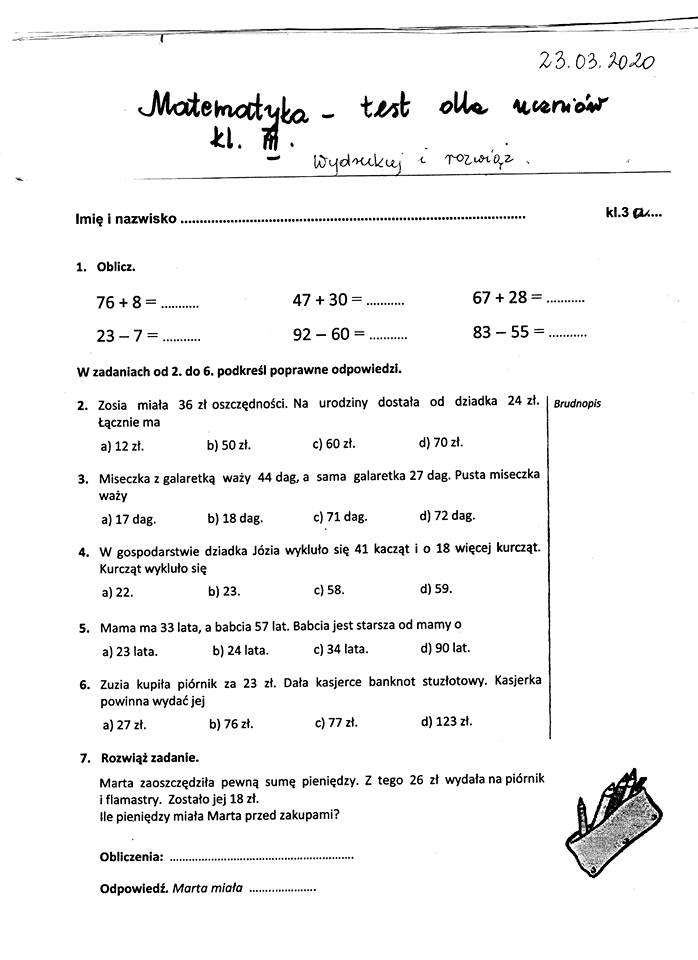 23.03.2020
Matematyka – test dla uczniów
kl. III.
Wydrukuj i rozwiąż.
Imię i nazwisko ............................................................................................ kl.3 a....
1. Oblicz.
76 + 8 = ........... 47 + 30 = ........... 67 + 28 = ...........
23 – 7 = ........... 92 – 60 = ........... 83 – 55 = ...........
W zadaniach od 2. do 6. podkreśl poprawne odpowiedzi.
2. Zosia miała 36 zł oszczędności. Na urodziny dostała od dziadka 24 zł. Brudnopis
Łącznie ma
a) 12 zł. b) 50 zł. c) 60 zł. d) 70 zł.
3. Miseczka z galaretką waży 44 dag, a sama galaretka 27 dag. Pusta miseczka
waży
a) 17 dag. b) 18 dag. c) 71 dag. d) 72 dag.
4. W gospodarstwie dziadka Józia wykluło się 41 kacząt i o 18 więcej kurcząt.
Kurcząt wykluło się
a) 22. b) 23. c) 58. d) 59.
5. Mama ma 33 lata, a babcia 57 lat. Babcia jest starsza od mamy o
a) 23 lata. b) 24 lata. c) 34 lata. d) 90 lat.
6. Zuzia kupiła piórnik za 23 zł. Dała kasjerce banknot stuzłotowy. Kasjerka
powinna wydać jej
a) 27 zł. b) 76 zł. c) 77 zł. d) 123 zł.
7. Rozwiąż zadanie.
Marta zaoszczędziła pewną sumę pieniędzy. Z tego 26 zł wydała na piórnik
i flamastry. Zostało jej 18 zł.
Ile pieniędzy miała Marta przed zakupami?
Obliczenia: ............................................................
Odpowiedź. Marta miała ......................